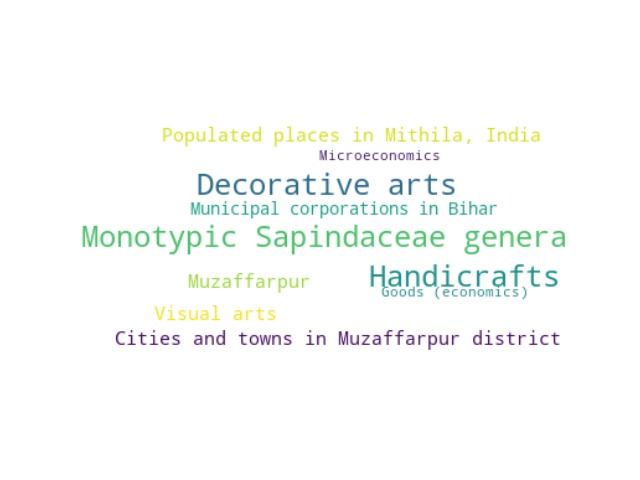 Populated places in Mithila, India
Microeconomics
Decorative arts
Municipal corporations in Bihar
Monotypic Sapindaceae genera
Handicrafts
Muzaffarpur
Goods (economics)
Visual arts
Cities and towns in Muzaffarpur district